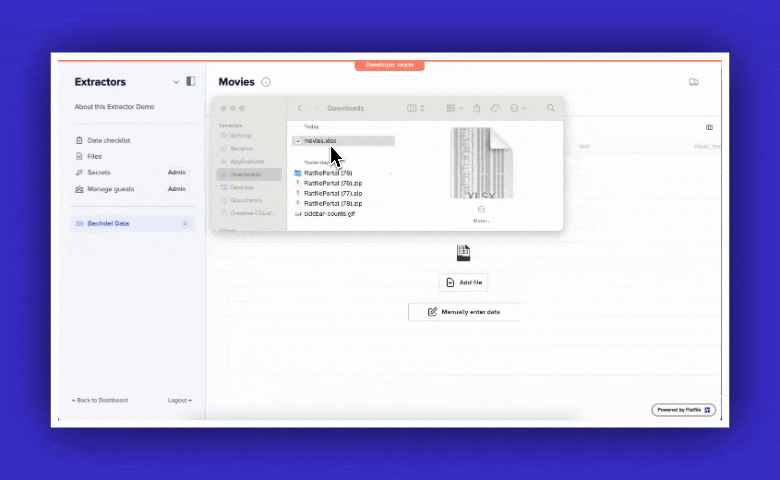 Developer mode
Extractors
Movies
About this Extractor Demo
Data checklist
Files
Secrets
Admin
Manage guests
Admin
Bechdel Data
Downloads
Favorites
AirDrop
Recents
Applications
Downloads
Desktop
Documents
Creative Cloud...
Today
movies.xlsx
Yesterday
FlatfilePortal (76)
FlatfilePortal (76).zip
FlatfilePortal (77).zip
FlatfilePortal (78).zip
sidebar-counts.gif
XLSX
More...
test
Add file
Manually enter data
Back to Dashboard
Logout
Powered by Flatfile